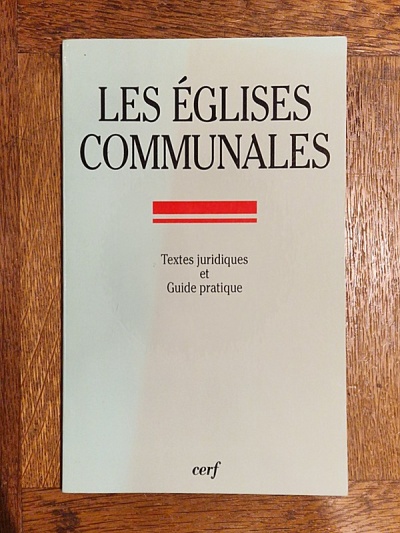 LES ÉGLISES
COMMUNALES
Textes juridiques
et
Guide pratique
cerf